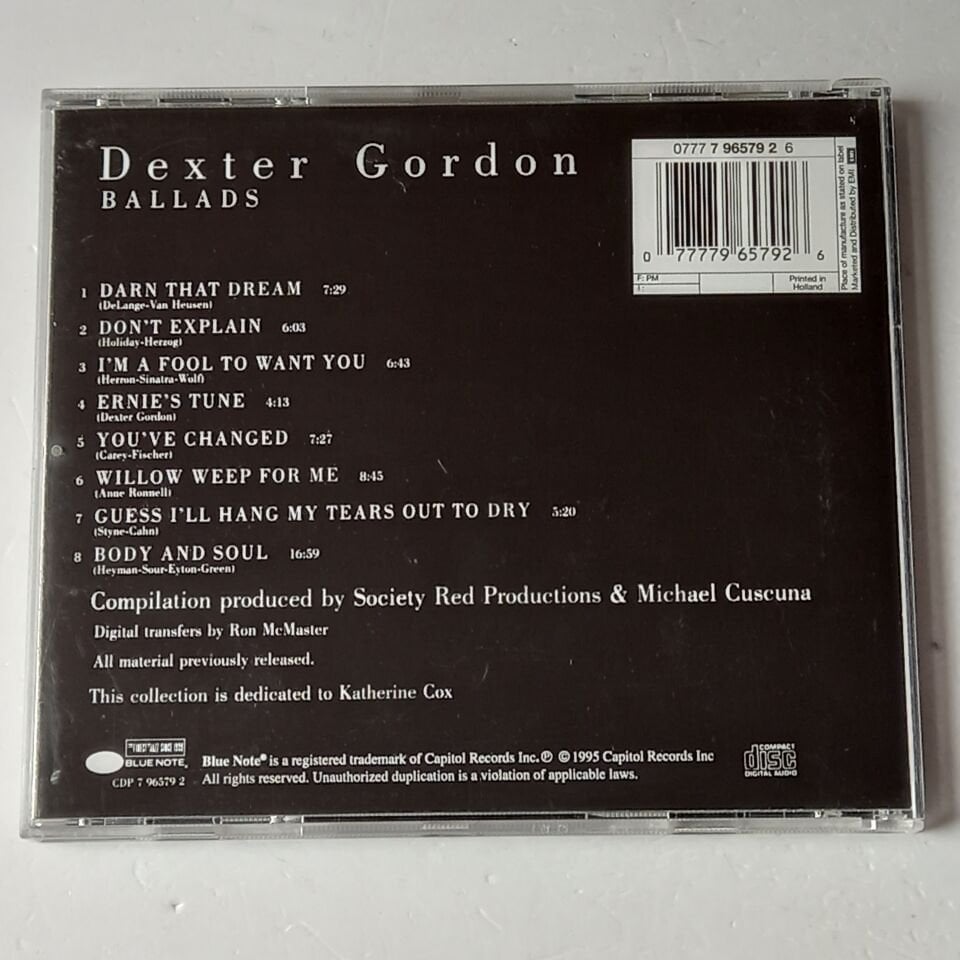 Dexter Gordon
BALLADS
0777 7 96579 2 6
0 77779 65792 6
F: PM
I:
Printed in
Holland
Place of manufacture as stated on label
Marketed and Distributed by EMI
EMI
1 DARN THAT DREAM 7:29
(DeLange-Van Heusen)
2 DON'T EXPLAIN 6:03
(Holiday-Herzog)
3 I'M A FOOL TO WANT YOU 6:43
(Herron-Sinatra-Wolf)
4 ERNIE'S TUNE 4:13
(Dexter Gordon)
5 YOU'VE CHANGED 7:27
(Carey-Fischer)
6 WILLOW WEEP FOR ME 8:45
(Anne Ronnell)
7 GUESS I'LL HANG MY TEARS OUT TO DRY 5:20
(Styne-Cahn)
8 BODY AND SOUL 16:59
(Heyman-Sour-Eyton-Green)
Compilation produced by Society Red Productions & Michael Cuscuna
Digital transfers by Ron McMaster
All material previously released.
This collection is dedicated to Katherine Cox
THE FINEST IN JAZZ SINCE 1939
BLUE NOTE®
CDP 7 96579 2
Blue Note® is a registered trademark of Capitol Records Inc. ℗ © 1995 Capitol Records Inc
All rights reserved. Unauthorized duplication is a violation of applicable laws.
COMPACT
disc
DIGITAL AUDIO